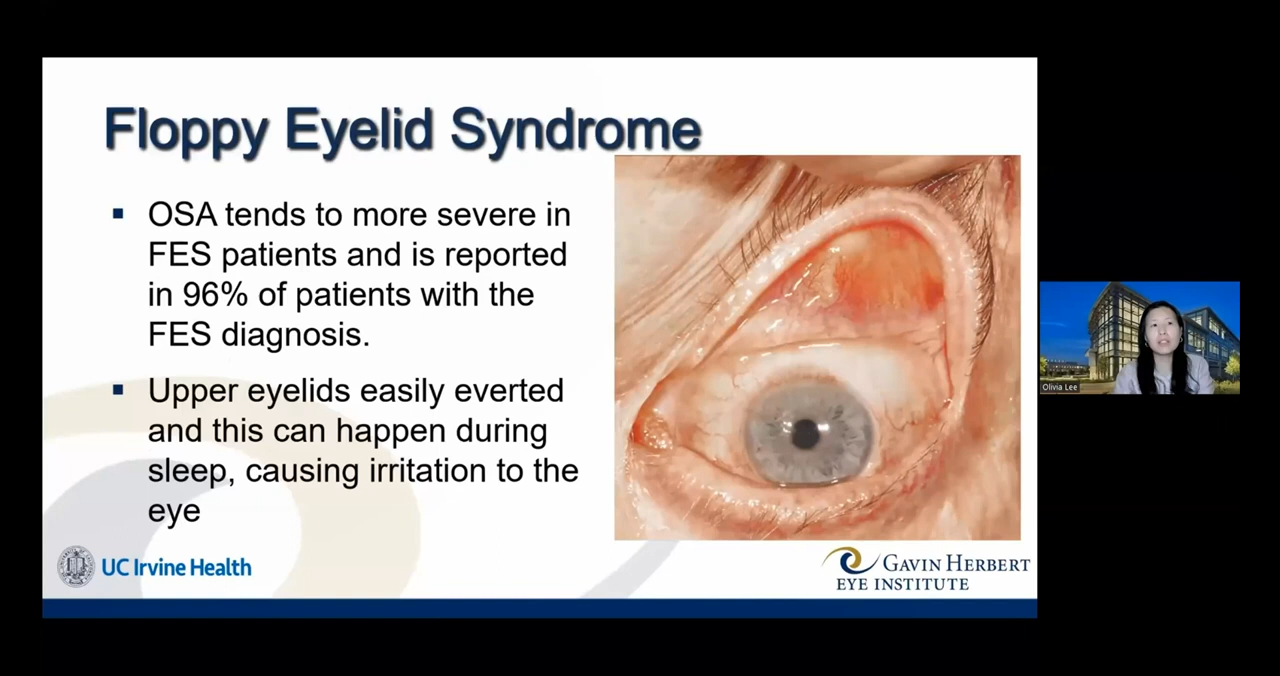 Floppy Eyelid Syndrome
▪ OSA tends to more severe in
FES patients and is reported
in 96% of patients with the
FES diagnosis.
▪ Upper eyelids easily everted
and this can happen during
sleep, causing irritation to the
eye
UC Irvine Health
GAVIN HERBERT
EYE INSTITUTE
Olivia Lee